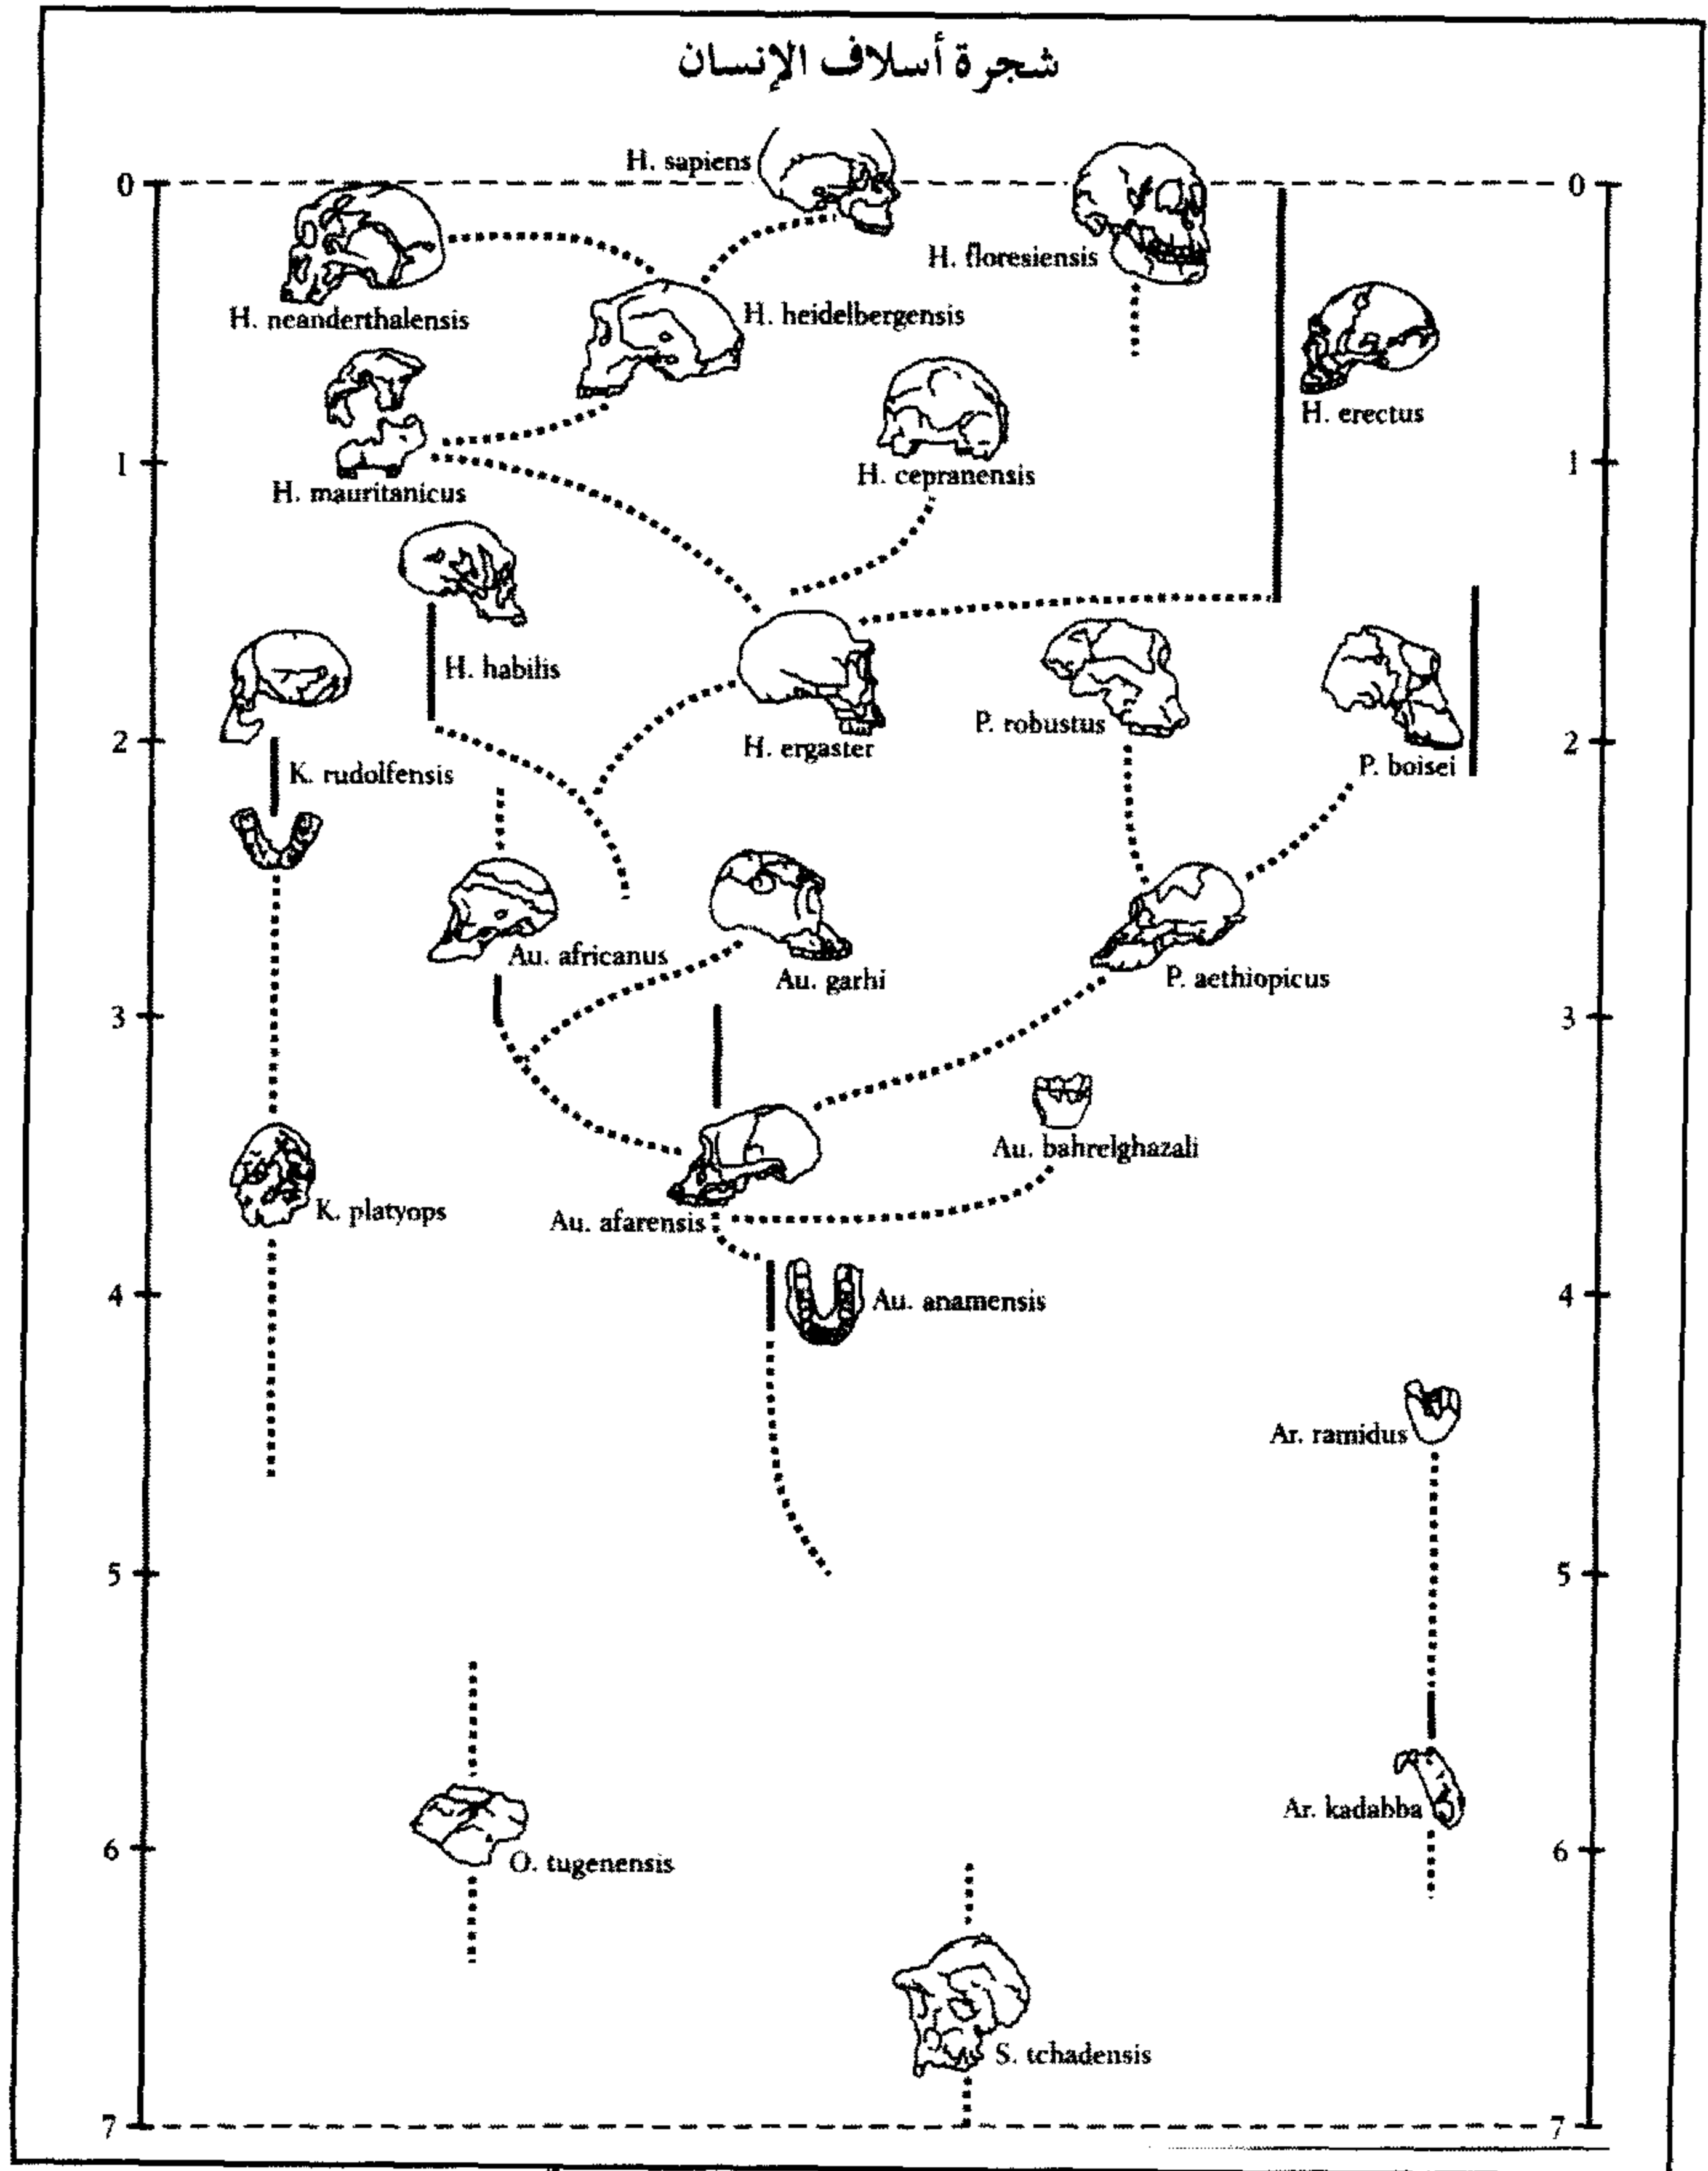 شجرة أسلاف الإنسان
H. sapiens
0 0
H. floresiensis
H. neanderthalensis
H. heidelbergensis
H. erectus
1 1
H. cepranensis
H. mauritanicus
H. habilis
P. robustus
2 2
H. ergaster
P. boisei
K. rudolfensis
Au. africanus
Au. garhi
P. aethiopicus
3 3
Au. bahrelghazali
K. platyops
Au. afarensis
4 4
Au. anamensis
Ar. ramidus
5 5
Ar. kadabba
6 6
O. tugenensis
S. tchadensis
7 7